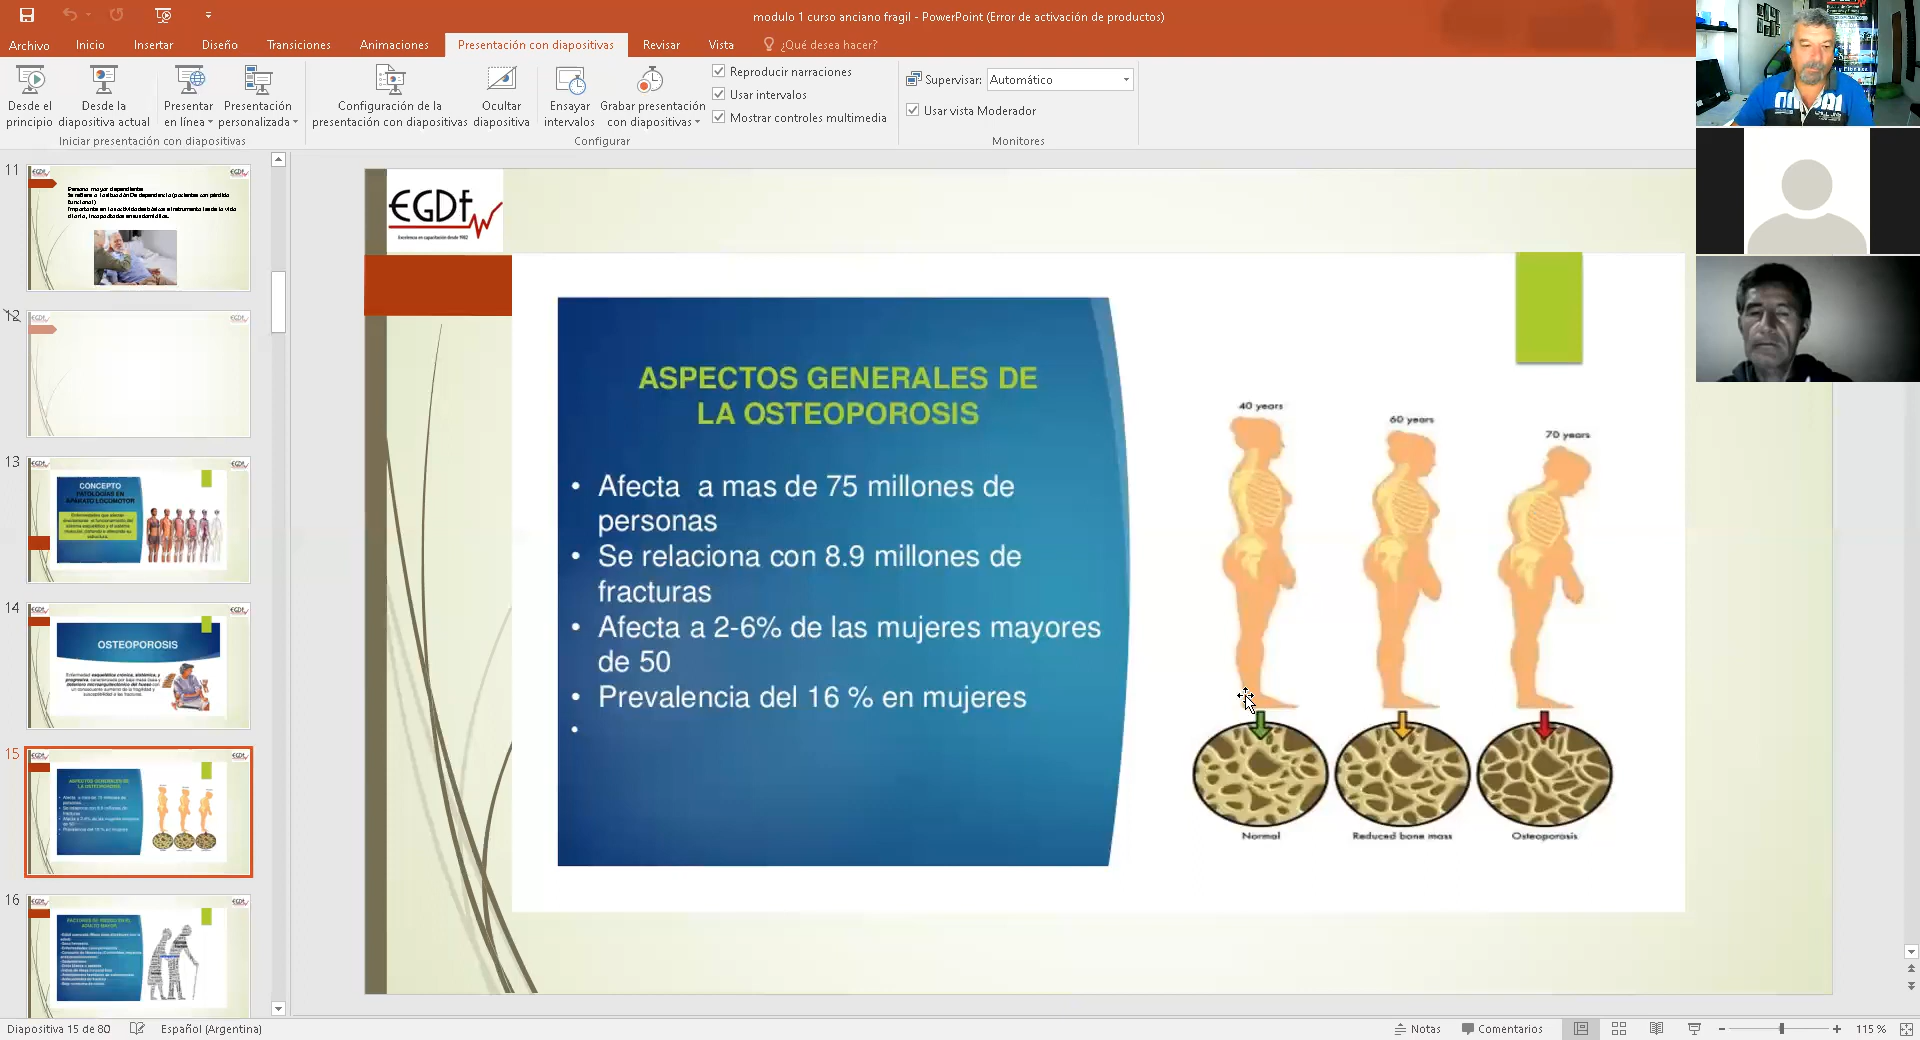 modulo 1 curso anciano fragil - PowerPoint (Error de activación de productos)
Archivo
Inicio
Insertar
Diseño
Transiciones
Animaciones
Presentación con diapositivas
Revisar
Vista
¿Qué desea hacer?
Desde el principio
Desde la diapositiva actual
Presentar en línea
Presentación personalizada
Iniciar presentación con diapositivas
Configuración de la presentación con diapositivas
Ocultar diapositiva
Ensayar intervalos
Grabar presentación con diapositivas
Reproducir narraciones
Usar intervalos
Mostrar controles multimedia
Configurar
Supervisar: Automático
Usar vista Moderador
Monitores
11
12
13
CONCEPTO
PATOLOGÍAS EN
APARATO LOCOMOTOR
14
OSTEOPOROSIS
15
ASPECTOS GENERALES DE
LA OSTEOPOROSIS
16
EGDf
Excelencia en capacitación desde 1982
ASPECTOS GENERALES DE
LA OSTEOPOROSIS
• Afecta  a mas de 75 millones de
personas
• Se relaciona con 8.9 millones de
fracturas
• Afecta a 2-6% de las mujeres mayores
de 50
• Prevalencia del 16 % en mujeres
•
40 years
60 years
70 years
Normal
Reduced bone mass
Osteoporosis
Diapositiva 15 de 80
Español (Argentina)
Notas
Comentarios
115 %